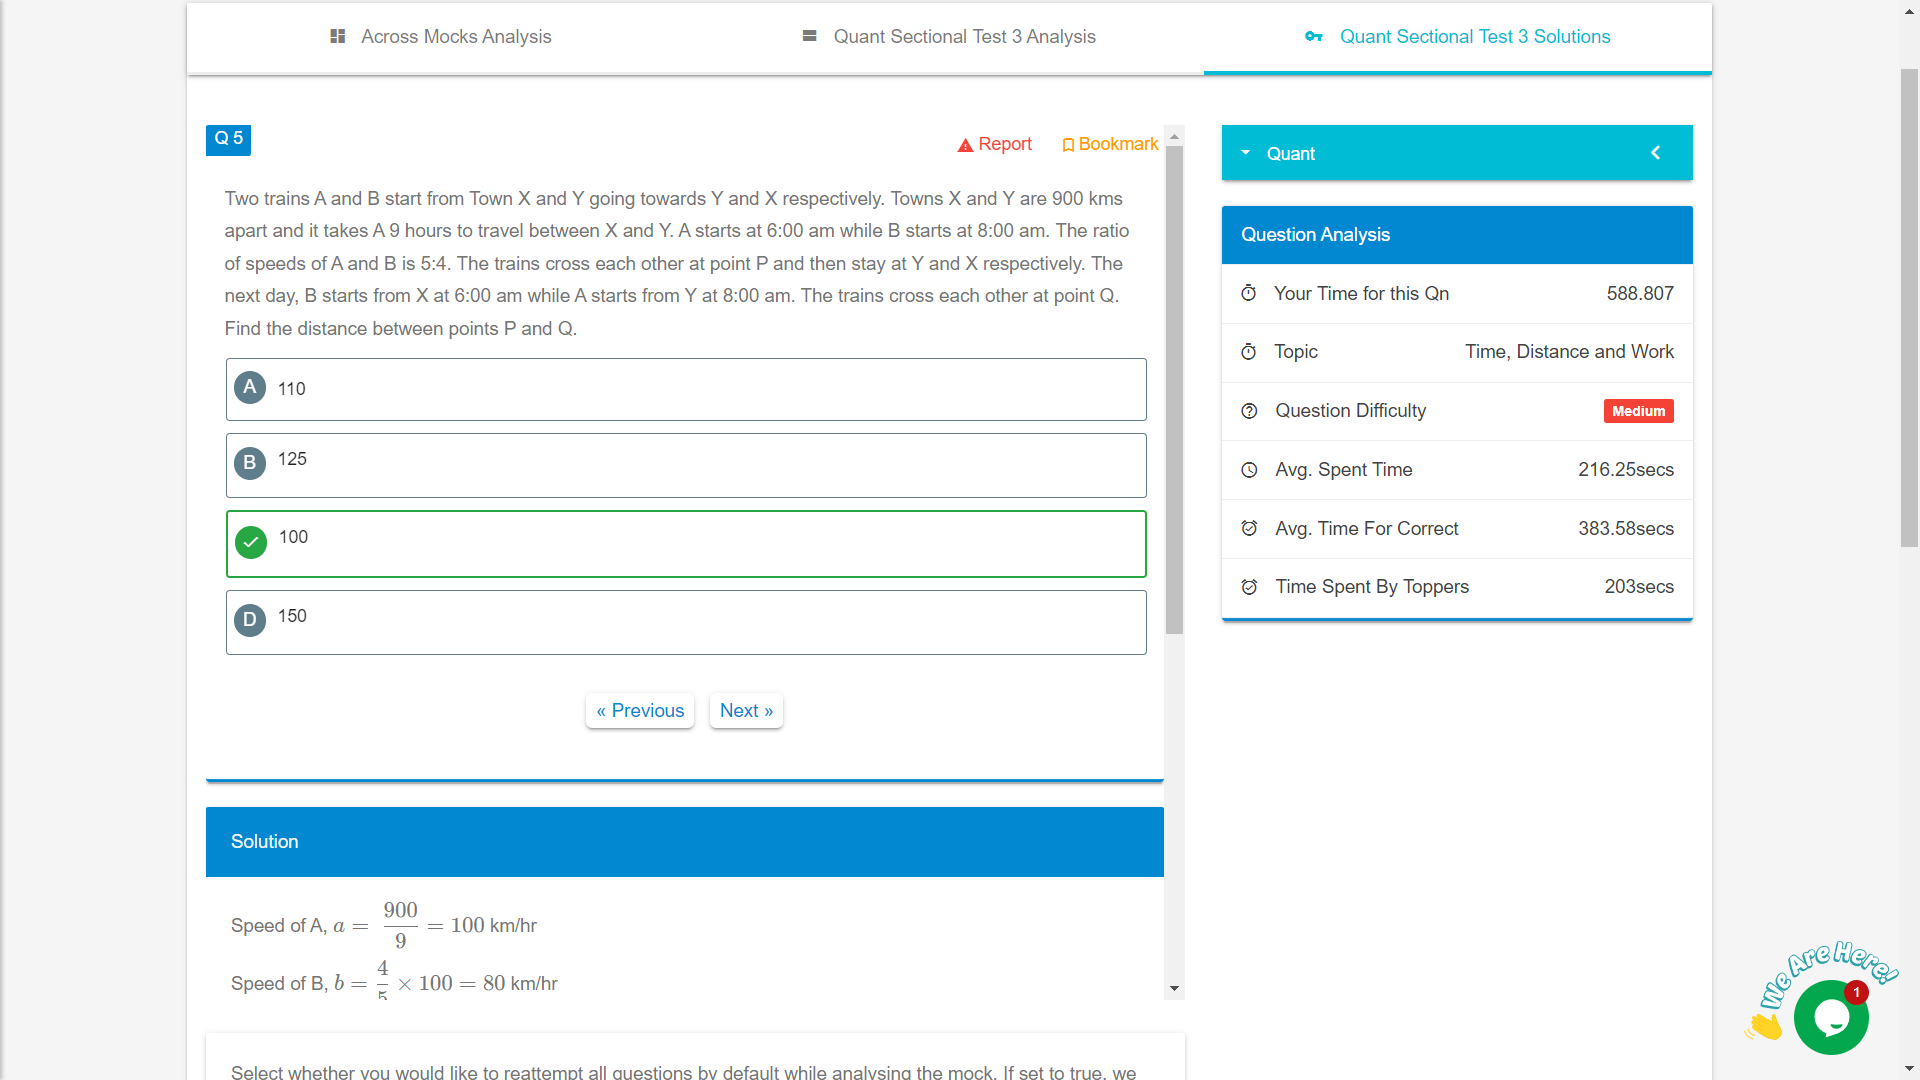 Across Mocks Analysis
Quant Sectional Test 3 Analysis
Quant Sectional Test 3 Solutions
Q 5
Report
Bookmark
Two trains A and B start from Town X and Y going towards Y and X respectively. Towns X and Y are 900 kms
apart and it takes A 9 hours to travel between X and Y. A starts at 6:00 am while B starts at 8:00 am. The ratio
of speeds of A and B is 5:4. The trains cross each other at point P and then stay at Y and X respectively. The
next day, B starts from X at 6:00 am while A starts from Y at 8:00 am. The trains cross each other at point Q.
Find the distance between points P and Q.
A 110
B 125
100
D 150
« Previous
Next »
Solution
Speed of A, a = 900/9 = 100 km/hr
Speed of B, b = 4/5 × 100 = 80 km/hr
Select whether you would like to reattempt all questions by default while analysing the mock. If set to true, we
Quant
Question Analysis
Your Time for this Qn 588.807
Topic Time, Distance and Work
Question Difficulty Medium
Avg. Spent Time 216.25secs
Avg. Time For Correct 383.58secs
Time Spent By Toppers 203secs
We Are Here!
1